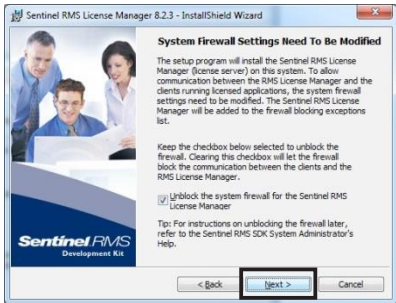 Sentinel RMS License Manager 8.2.3 - InstallShield Wizard
System Firewall Settings Need To Be Modified
The setup program will install the Sentinel RMS License
Manager (license server) on this system. To allow
communication between the RMS License Manager and the
clients running licensed applications, the system firewall
settings need to be modified. The Sentinel RMS License
Manager will be added to the firewall blocking exceptions
list.
Keep the checkbox below selected to unblock the
firewall. Clearing this checkbox will let the firewall
block the communication between the clients and the
RMS License Manager.
Unblock the system firewall for the Sentinel RMS
License Manager
Tip: For instructions on unblocking the firewall later,
refer to the Sentinel RMS SDK System Administrator's
Help.
Sentinel RMS
Development Kit
< Back
Next >
Cancel